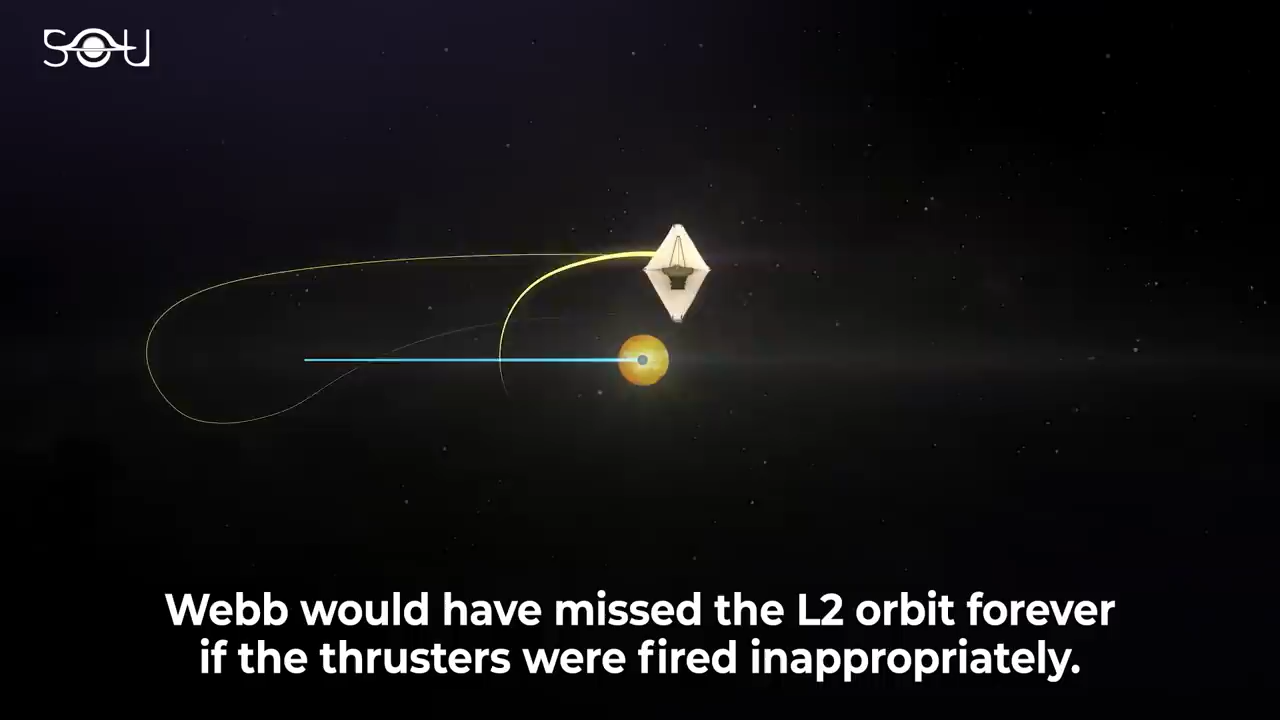 SOU
Webb would have missed the L2 orbit forever
if the thrusters were fired inappropriately.